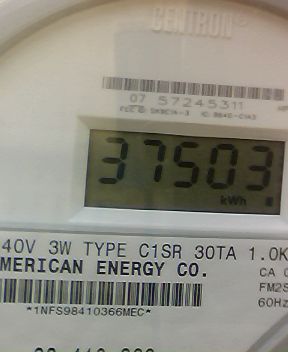 CENTRON®
07 57245311
37503
kWh
40V 3W TYPE C1SR 30TA 1.0K
MERICAN ENERGY CO.
CA
FM2S
60Hz
*1NFS98410366MEC*